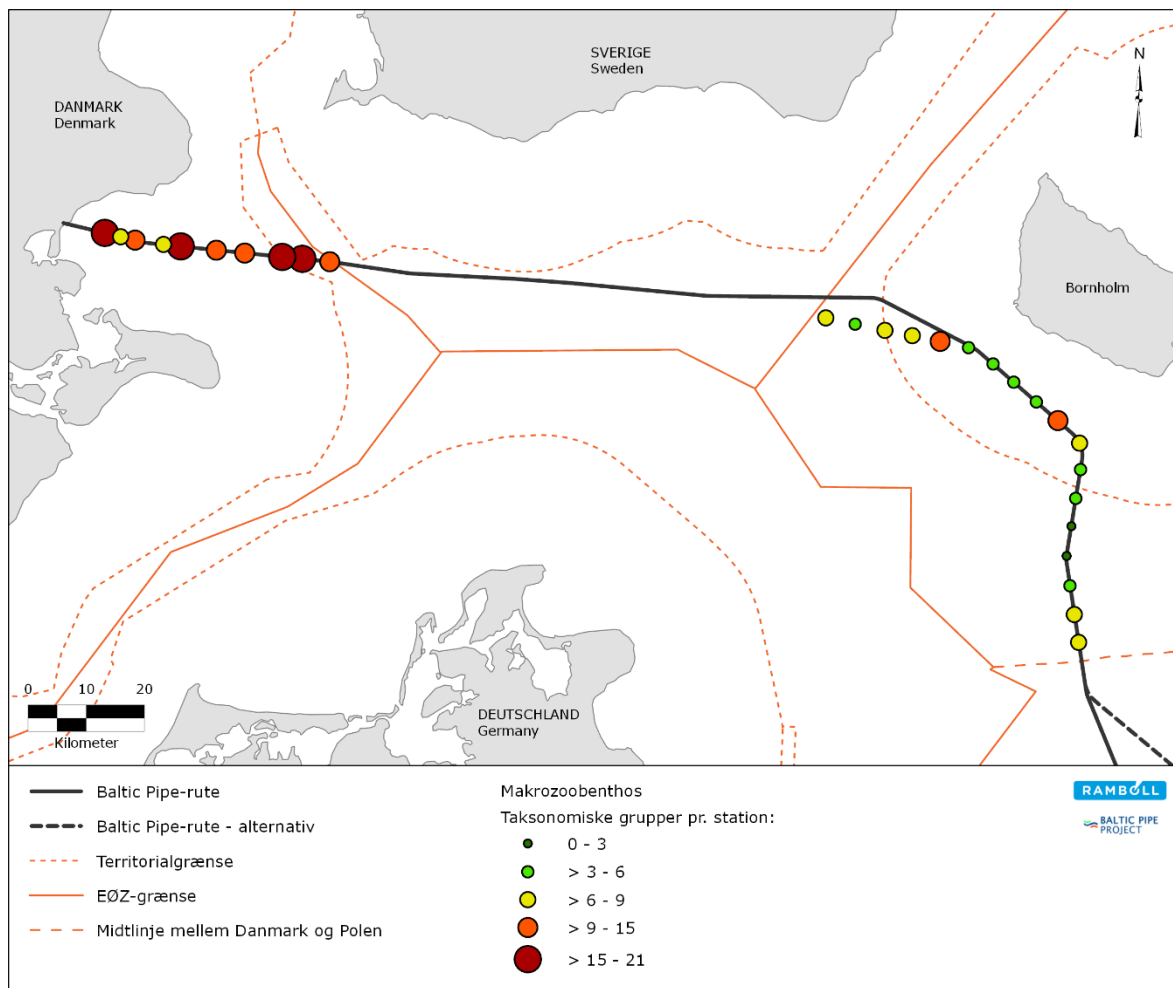 SVERIGE
Sweden
N
DANMARK
Denmark
Bornholm
0 10 20
Kilometer
DEUTSCHLAND
Germany
Baltic Pipe-rute
Baltic Pipe-rute - alternativ
Territorialgrænse
EØZ-grænse
Midtlinje mellem Danmark og Polen
Makrozoobenthos
Taksonomiske grupper pr. station:
0 - 3
> 3 - 6
> 6 - 9
> 9 - 15
> 15 - 21
RAMBOLL
BALTIC PIPE
PROJECT